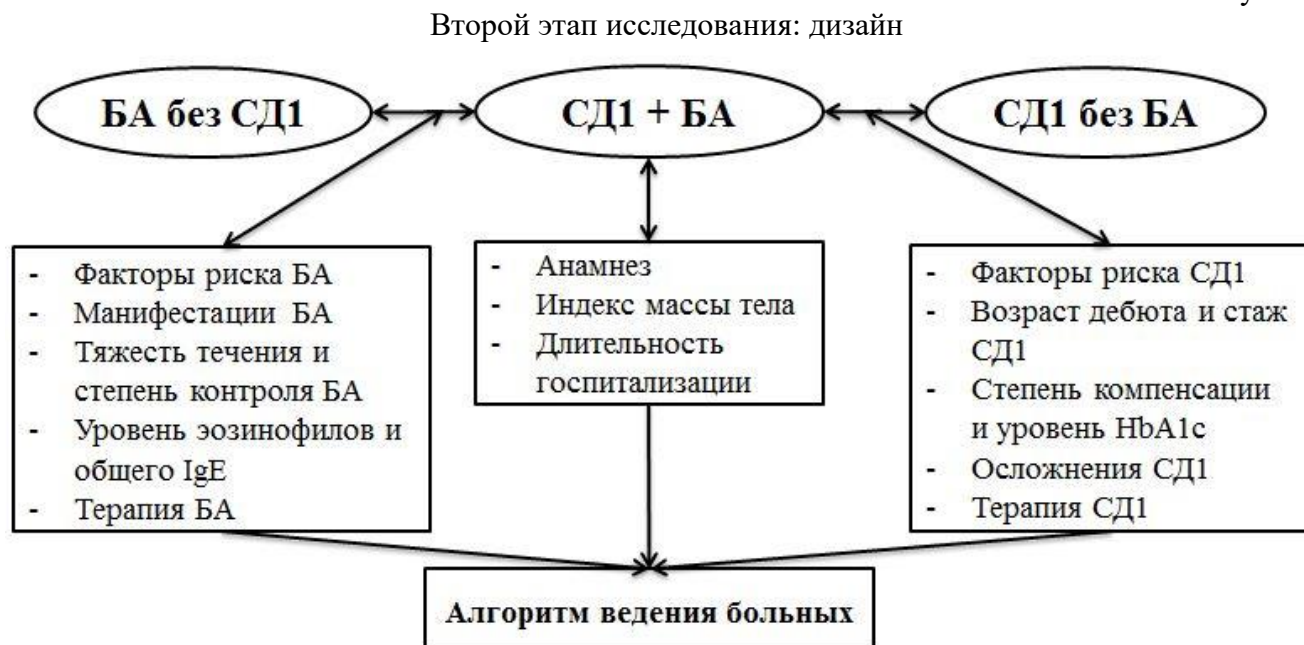 Второй этап исследования: дизайн
БА без СД1
СД1 + БА
СД1 без БА
- Факторы риска БА
- Манифестации БА
- Тяжесть течения и
степень контроля БА
- Уровень эозинофилов и
общего IgE
- Терапия БА
- Анамнез
- Индекс массы тела
- Длительность
госпитализации
- Факторы риска СД1
- Возраст дебюта и стаж
СД1
- Степень компенсации
и уровень HbA1c
- Осложнения СД1
- Терапия СД1
Алгоритм ведения больных